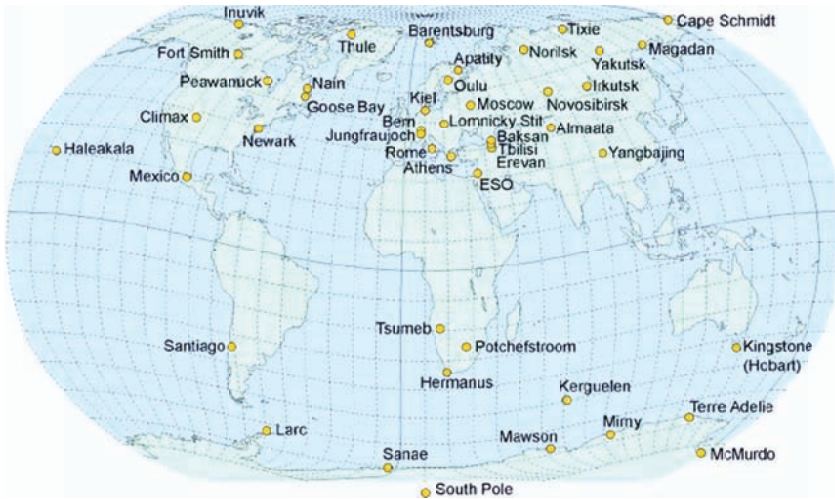 Inuvik
Cape Schmidt
Tixie
Barentsburg
Thule
Norilsk
Magadan
Fort Smith
Apatity
Yakutsk
Peawanuck
Nain
Oulu
Irkutsk
Goose Bay
Kiel
Moscow
Novosibirsk
Climax
Bern
Lomnicky Stit
Almaata
Newark
Jungfraujoch
Baksan
Tbilisi
Haleakala
Rome
Erevan
Yangbajing
Athens
Mexico
ESO
Tsumeb
Santiago
Potchefstroom
Kingstone
(Hobart)
Hermanus
Kerguelen
Terre Adelie
Larc
Mirny
Mawson
McMurdo
Sanae
South Pole